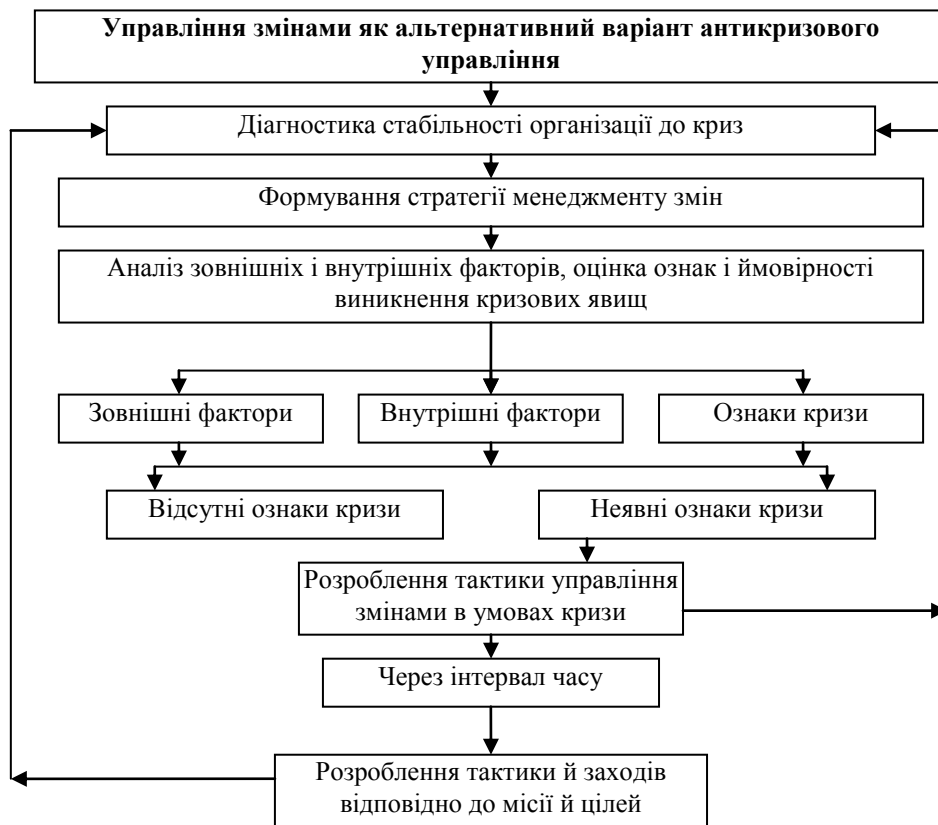 Управління змінами як альтернативний варіант антикризового
управління
Діагностика стабільності організації до криз
Формування стратегії менеджменту змін
Аналіз зовнішніх і внутрішніх факторів, оцінка ознак і ймовірності
виникнення кризових явищ
Зовнішні фактори
Внутрішні фактори
Ознаки кризи
Відсутні ознаки кризи
Неявні ознаки кризи
Розроблення тактики управління
змінами в умовах кризи
Через інтервал часу
Розроблення тактики й заходів
відповідно до місії й цілей